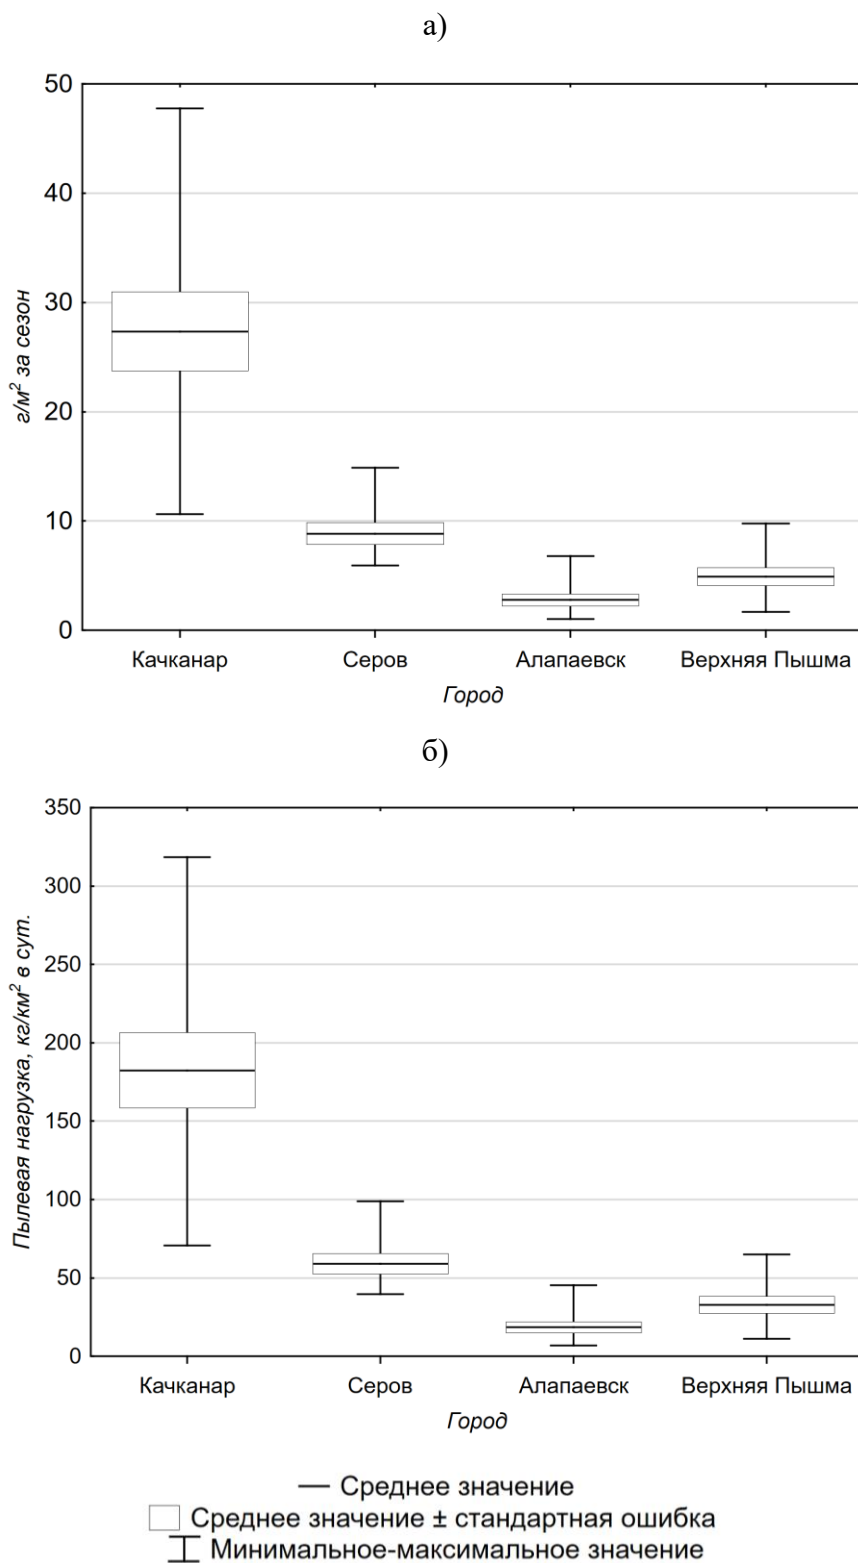 а)
50
40
30
20
10
0
г/м² за сезон
Качканар Серов Алапаевск Верхняя Пышма
Город
б)
350
300
250
200
150
100
50
0
Пылевая нагрузка, кг/км² в сут.
Качканар Серов Алапаевск Верхняя Пышма
Город
Среднее значение
Среднее значение ± стандартная ошибка
Минимальное-максимальное значение